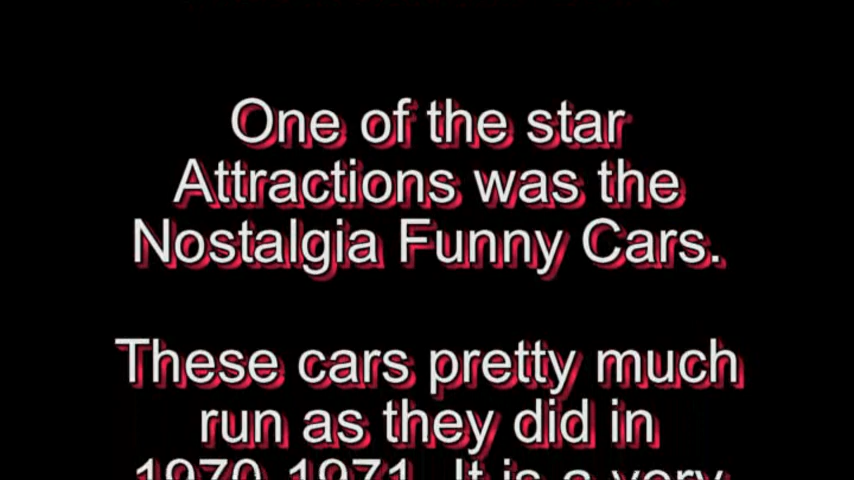 One of the star
Attractions was the
Nostalgia Funny Cars.
These cars pretty much
run as they did in
1970-1971. It is a very